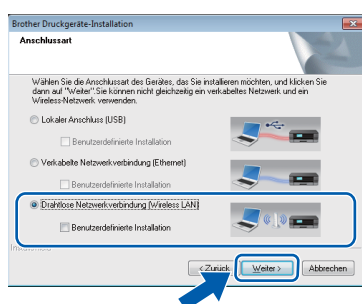 Brother Druckgeräte-Installation
Anschlussart
Wählen Sie die Anschlussart des Gerätes, das Sie installieren möchten, und klicken Sie
dann auf "Weiter".Sie können nicht gleichzeitig ein verkabeltes Netzwerk und ein
Wireless-Netzwerk verwenden.
Lokaler Anschluss (USB)
Benutzerdefinierte Installation
Verkabelte Netzwerkverbindung (Ethernet)
Benutzerdefinierte Installation
Drahtlose Netzwerkverbindung (Wireless LAN)
Benutzerdefinierte Installation
< Zurück Weiter > Abbrechen